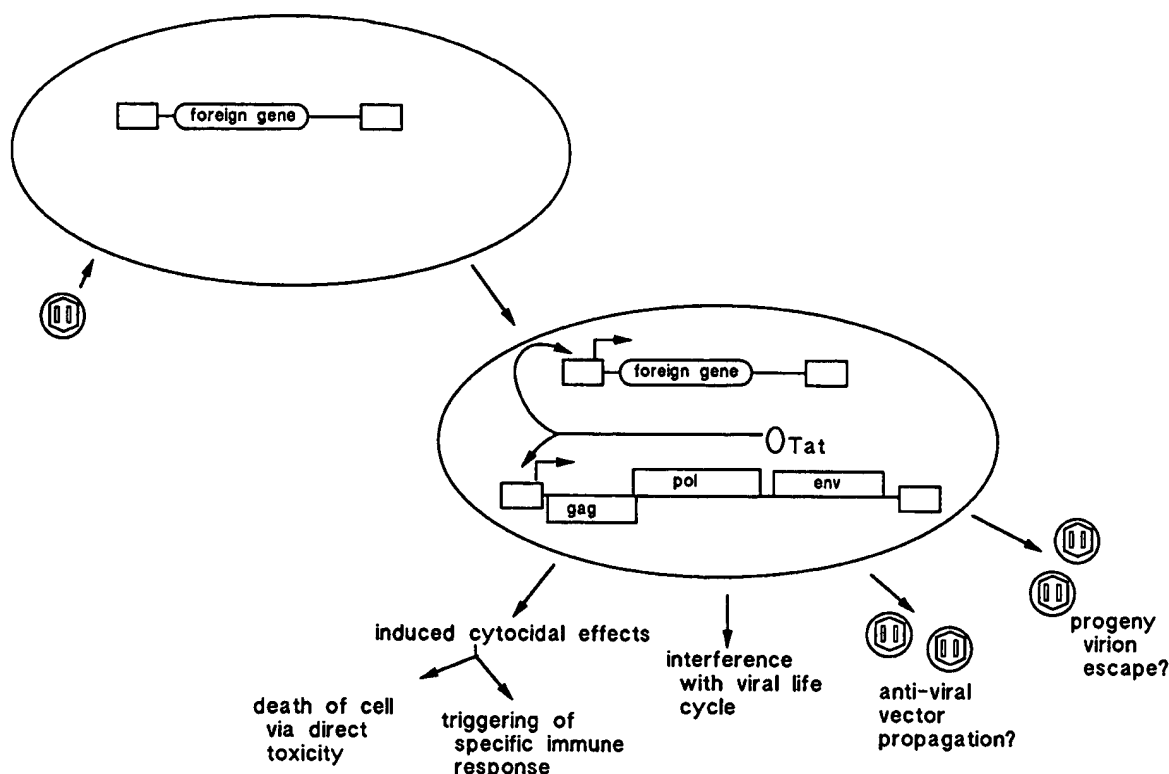 foreign gene
foreign gene
Tat
pol
env
gag
induced cytocidal effects
death of cell
via direct
toxicity
triggering of
specific immune
response
interference
with viral life
cycle
anti-viral
vector
propagation?
progeny
virion
escape?